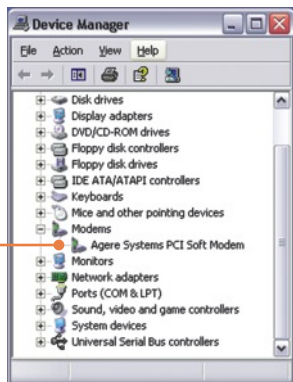 Device Manager
File Action View Help
Disk drives
Display adapters
DVD/CD-ROM drives
Floppy disk controllers
Floppy disk drives
IDE ATA/ATAPI controllers
Keyboards
Mice and other pointing devices
Modems
Agere Systems PCI Soft Modem
Monitors
Network adapters
Ports (COM & LPT)
Sound, video and game controllers
System devices
Universal Serial Bus controllers